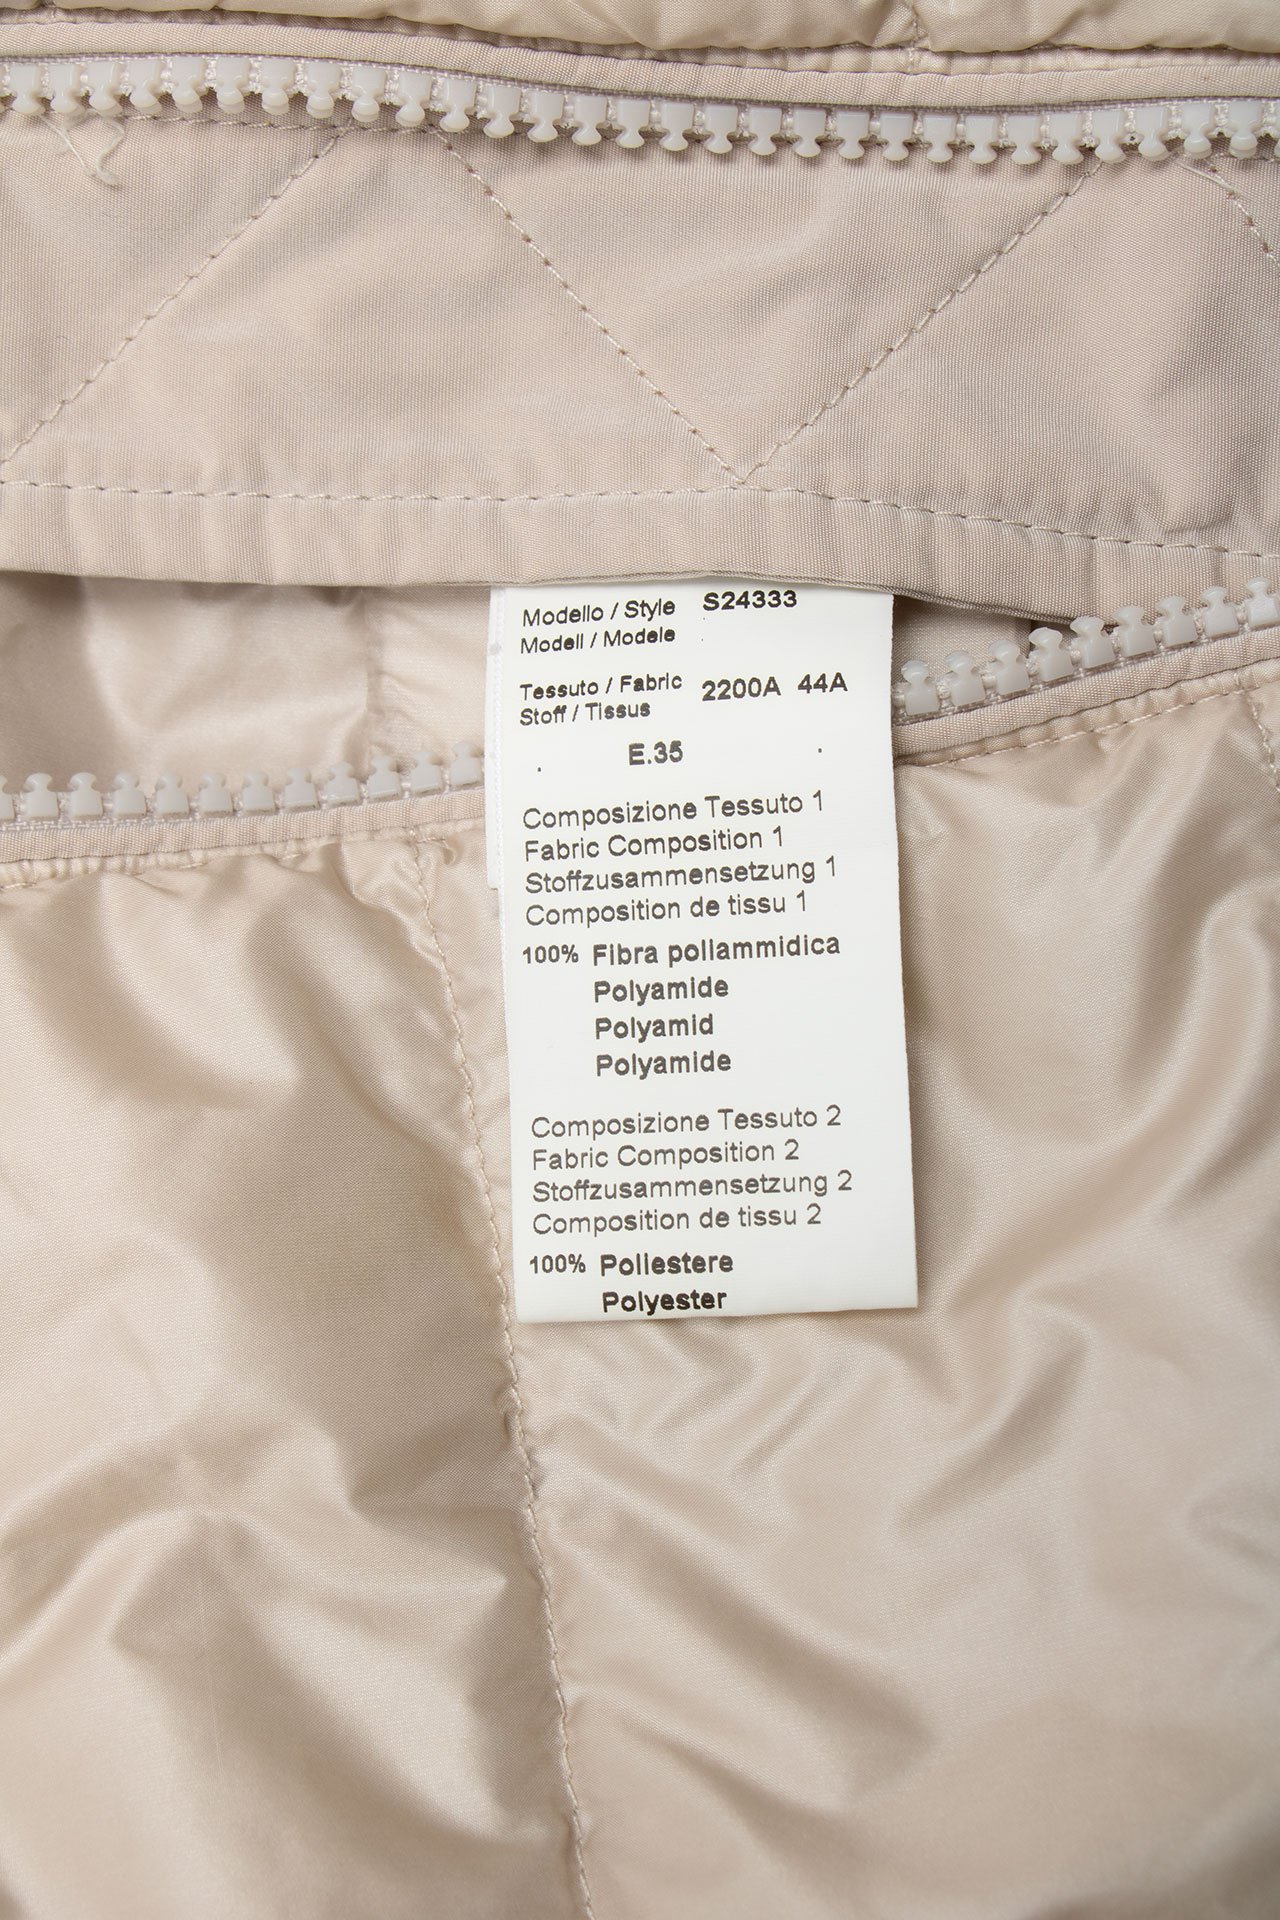 Modello / Style S24333
Modell / Modele
Tessuto / Fabric 2200A 44A
Stoff / Tissus
E.35
Composizione Tessuto 1
Fabric Composition 1
Stoffzusammensetzung 1
Composition de tissu 1
100% Fibra poliammidica
Polyamide
Polyamid
Polyamide
Composizione Tessuto 2
Fabric Composition 2
Stoffzusammensetzung 2
Composition de tissu 2
100% Poliestere
Polyester